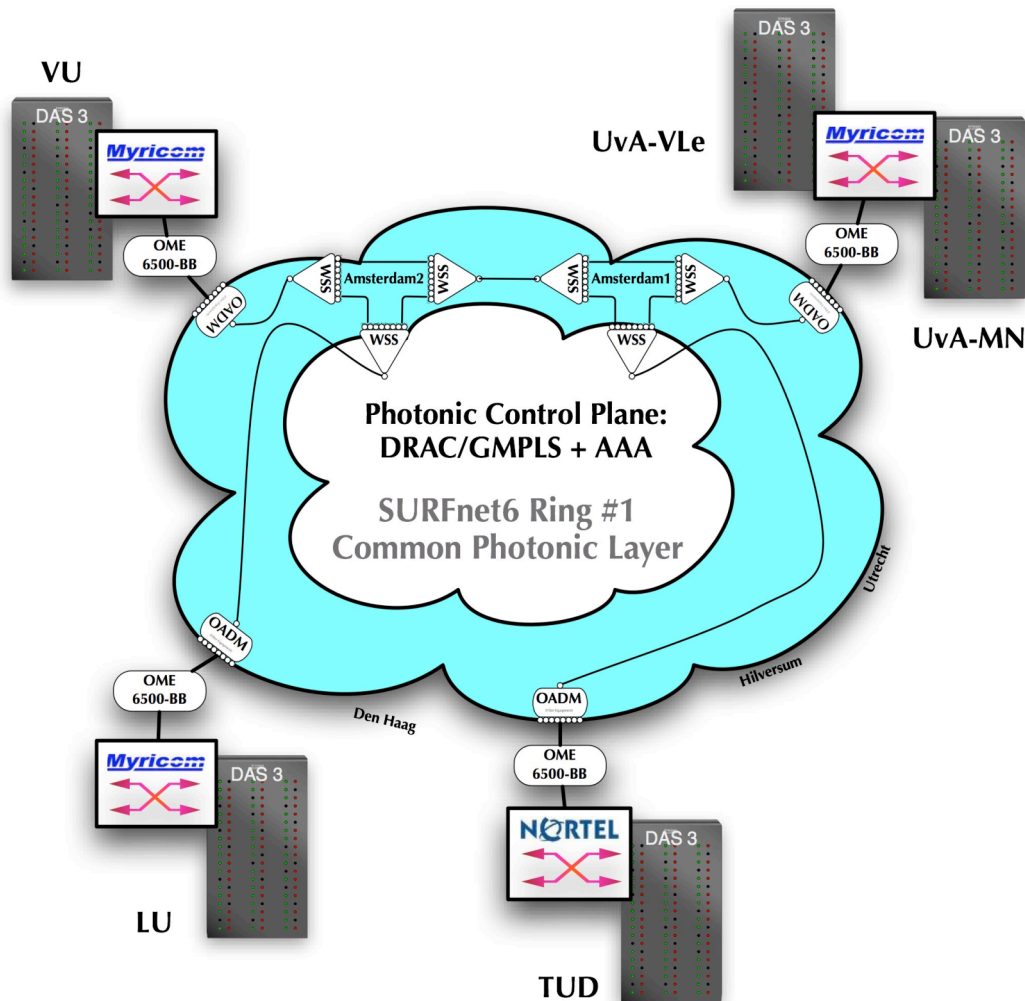 DAS 3
VU
DAS 3
Myricom
UvA-VLe
Myricom
DAS 3
OME
6500-BB
OME
6500-BB
UvA-MN
OADM
WSS
Amsterdam2
WSS
WSS
Amsterdam1
WSS
OADM
WSS
WSS
Photonic Control Plane:
DRAC/GMPLS + AAA
SURFnet6 Ring #1
Common Photonic Layer
Utrecht
Hilversum
Den Haag
OADM
OME
6500-BB
OADM
OME
6500-BB
Myricom
DAS 3
LU
NORTEL
DAS 3
TUD